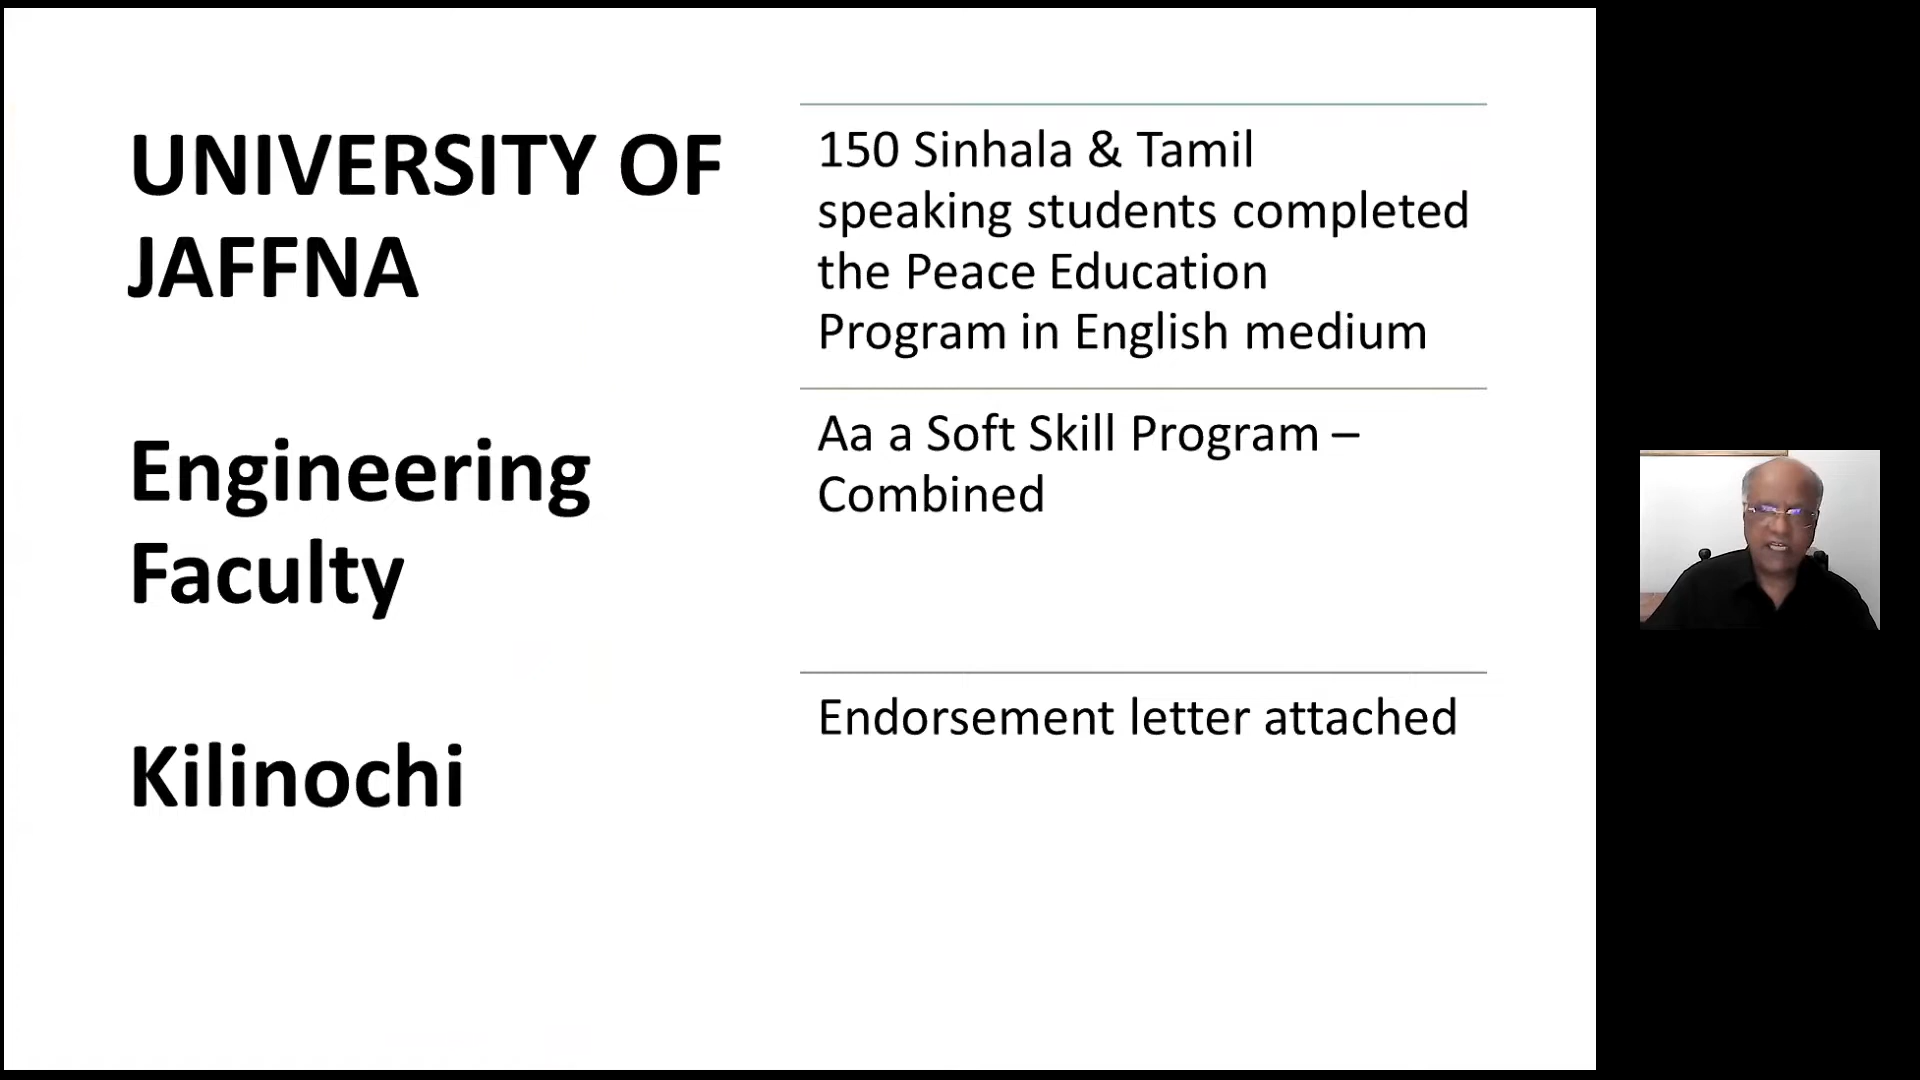 UNIVERSITY OF
JAFFNA
Engineering
Faculty
Kilinochi
150 Sinhala & Tamil
speaking students completed
the Peace Education
Program in English medium
Aa a Soft Skill Program –
Combined
Endorsement letter attached